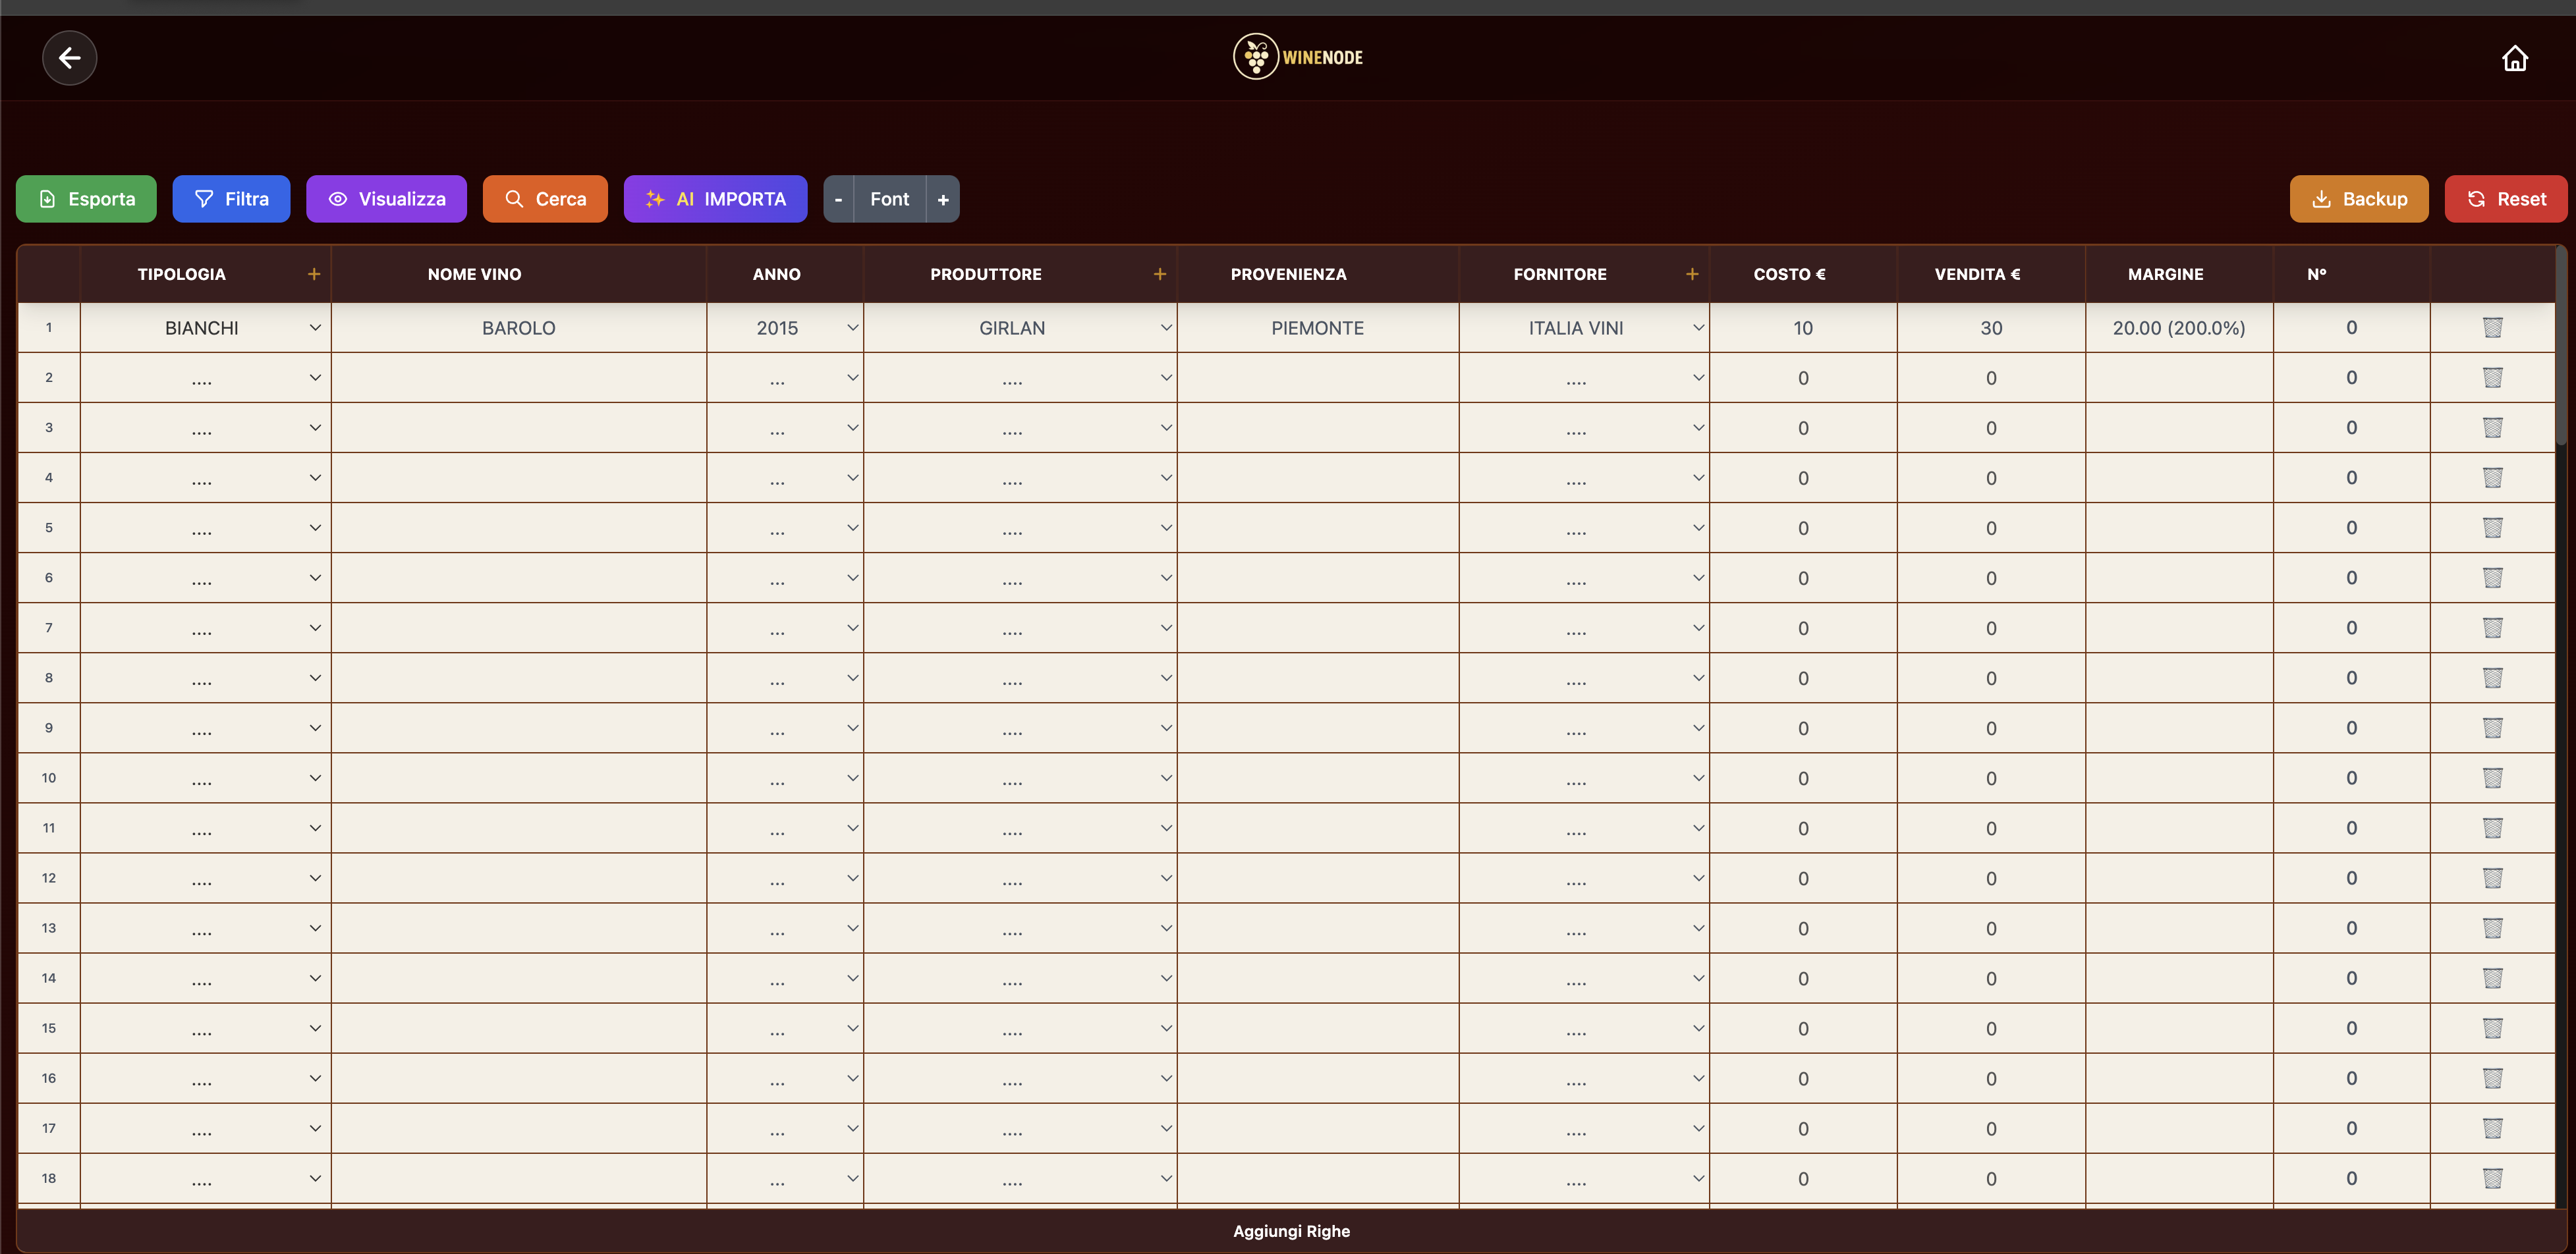 WINENODE
Esporta Filtra Visualizza Cerca AI IMPORTA - Font + Backup Reset
TIPOLOGIA + NOME VINO ANNO PRODUTTORE + PROVENIENZA FORNITORE + COSTO € VENDITA € MARGINE N°
1 BIANCHI BAROLO 2015 GIRLAN PIEMONTE ITALIA VINI 10 30 20.00 (200.0%) 0
2 .... ... .... .... 0 0 0
3 .... ... .... .... 0 0 0
4 .... ... .... .... 0 0 0
5 .... ... .... .... 0 0 0
6 .... ... .... .... 0 0 0
7 .... ... .... .... 0 0 0
8 .... ... .... .... 0 0 0
9 .... ... .... .... 0 0 0
10 .... ... .... .... 0 0 0
11 .... ... .... .... 0 0 0
12 .... ... .... .... 0 0 0
13 .... ... .... .... 0 0 0
14 .... ... .... .... 0 0 0
15 .... ... .... .... 0 0 0
16 .... ... .... .... 0 0 0
17 .... ... .... .... 0 0 0
18 .... ... .... .... 0 0 0
Aggiungi Righe